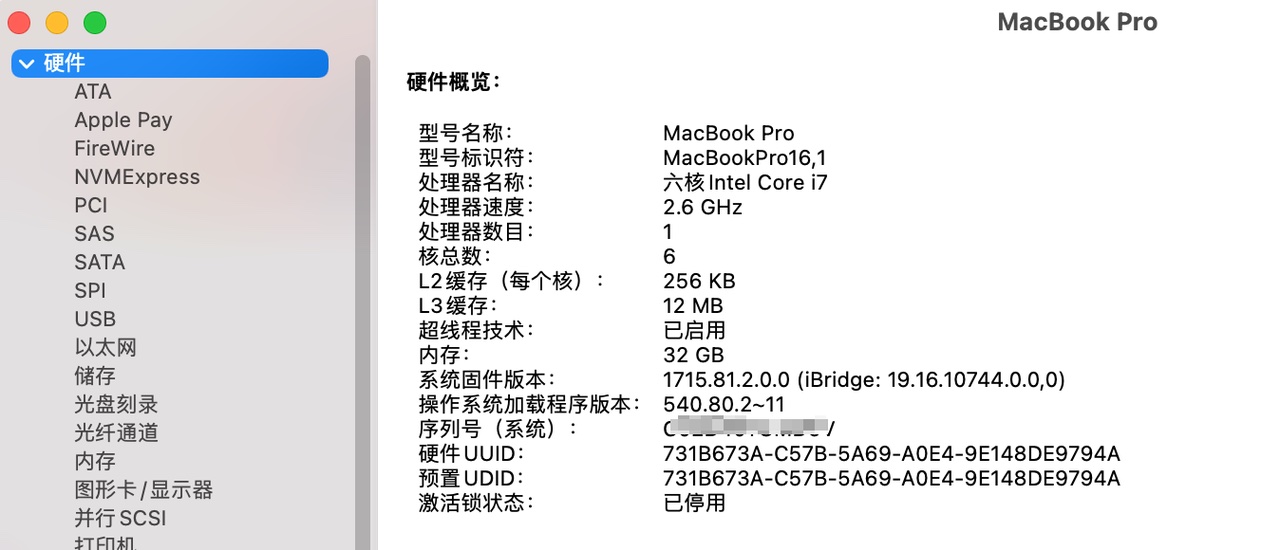 MacBook Pro
硬件
ATA
Apple Pay
FireWire
NVMExpress
PCI
SAS
SATA
SPI
USB
以太网
储存
光盘刻录
光纤通道
内存
图形卡/显示器
并行SCSI
打印机
硬件概览:
型号名称: MacBook Pro
型号标识符: MacBookPro16,1
处理器名称: 六核Intel Core i7
处理器速度: 2.6 GHz
处理器数目: 1
核总数: 6
L2缓存（每个核）: 256 KB
L3缓存: 12 MB
超线程技术: 已启用
内存: 32 GB
系统固件版本: 1715.81.2.0.0 (iBridge: 19.16.10744.0.0,0)
操作系统加载程序版本: 540.80.2~11
序列号（系统）:
硬件UUID: 731B673A-C57B-5A69-A0E4-9E148DE9794A
预置UDID: 731B673A-C57B-5A69-A0E4-9E148DE9794A
激活锁状态: 已停用